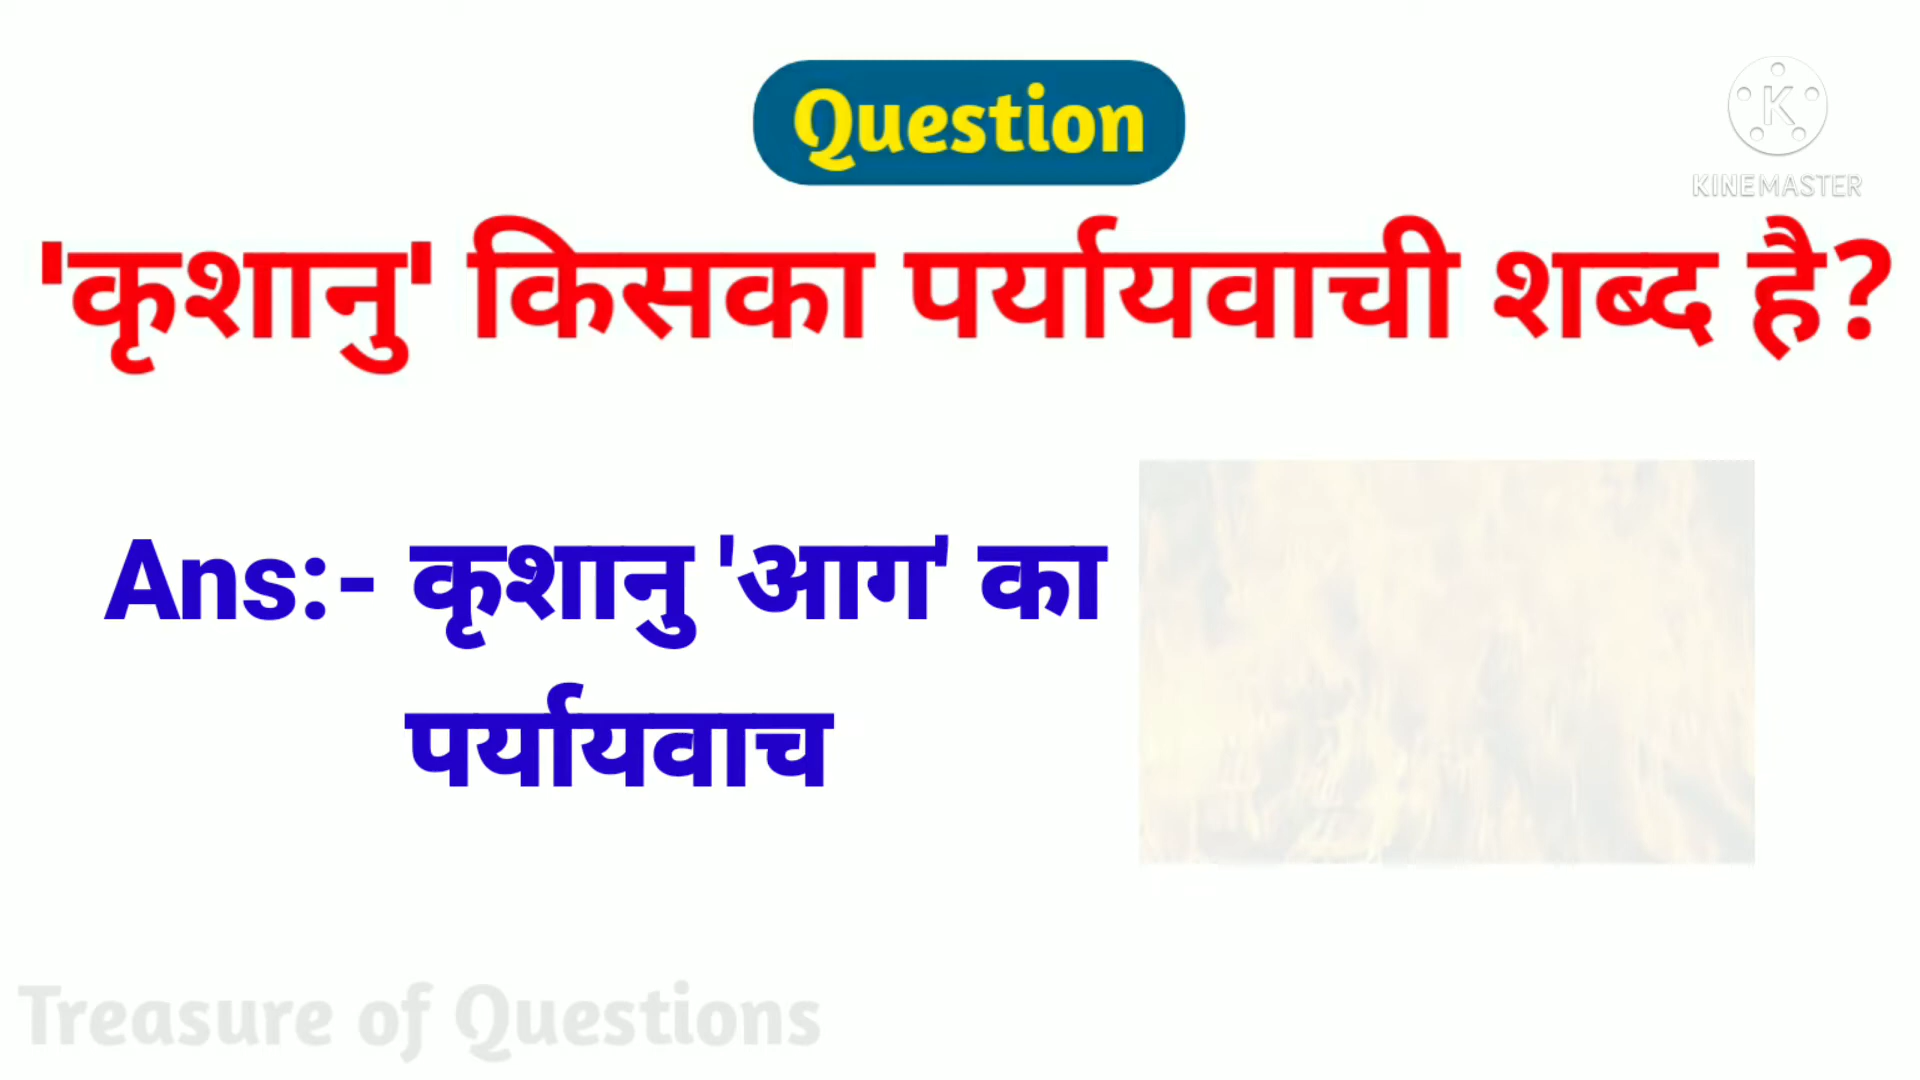 Question
KINEMASTER
'कृशानु' किसका पर्यायवाची शब्द है?
Ans:- कृशानु 'आग' का
पर्यायवाच
Treasure of Questions